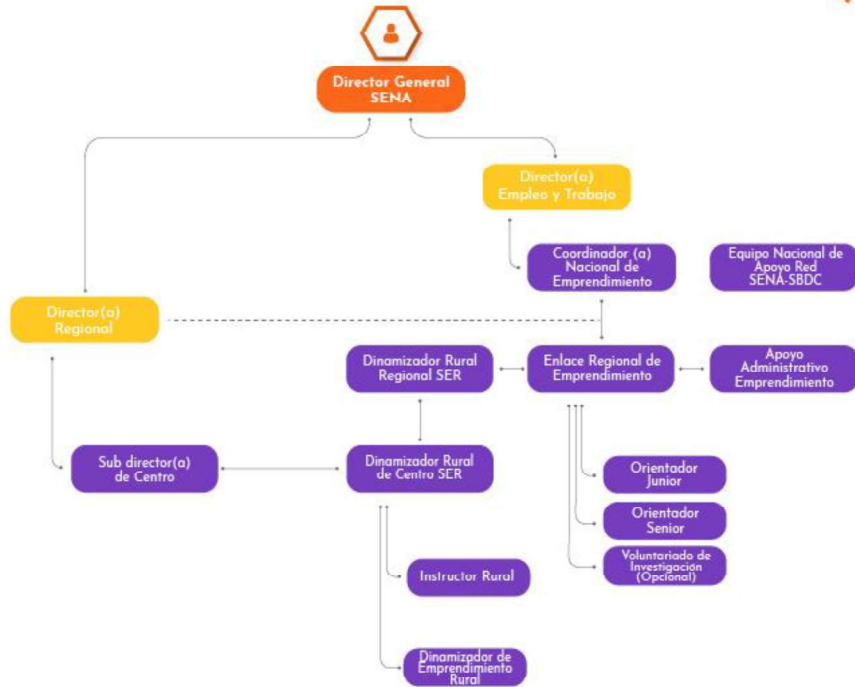 Director General
SENA
Director(a)
Empleo y Trabajo
Coordinador (a)
Nacional de
Emprendimiento
Equipo Nacional de
Apoyo Red
SENA-SBDC
Director(a)
Regional
Dinamizador Rural
Regional SER
Enlace Regional de
Emprendimiento
Apoyo
Administrativo
Emprendimiento
Sub director(a)
de Centro
Dinamizador Rural
de Centro SER
Orientador
Junior
Orientador
Senior
Voluntariado de
Investigación
(Opcional)
Instructor Rural
Dinamizador de
Emprendimiento
Rural